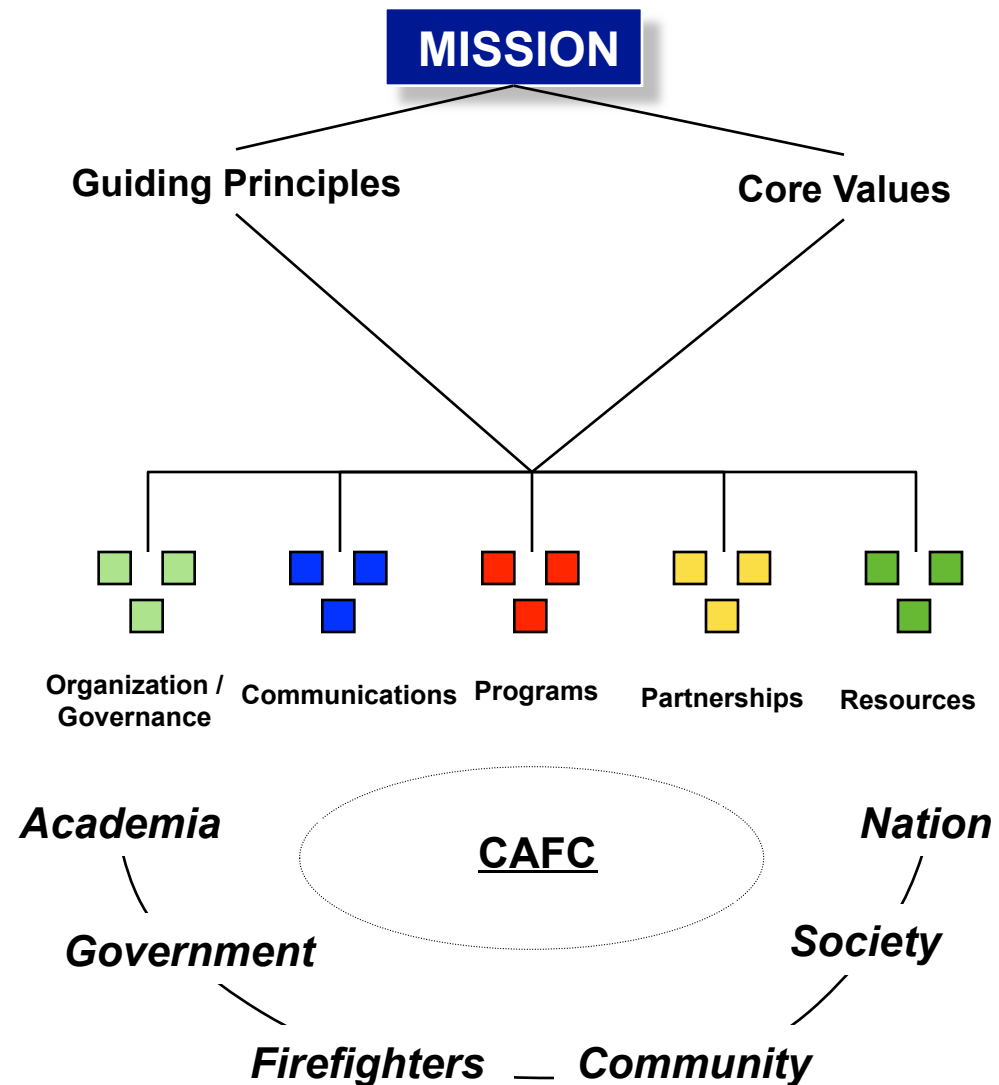 MISSION
Guiding Principles
Core Values
Organization /
Governance
Communications
Programs
Partnerships
Resources
Academia
Nation
CAFC
Government
Society
Firefighters
Community